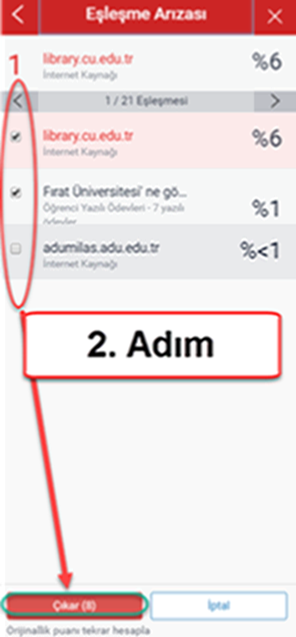 Eşleşme Arızası
1 library.cu.edu.tr %6
İnternet Kaynağı
1 / 21 Eşleşmesi
library.cu.edu.tr %6
İnternet Kaynağı
Fırat Üniversitesi' ne gö... %1
Öğrenci Yazılı Ödevleri - 7 yazılı
ödevler
adumilas.adu.edu.tr %<1
İnternet Kaynağı
2. Adım
Çıkar (8) İptal
Orijinallik puanı tekrar hesapla